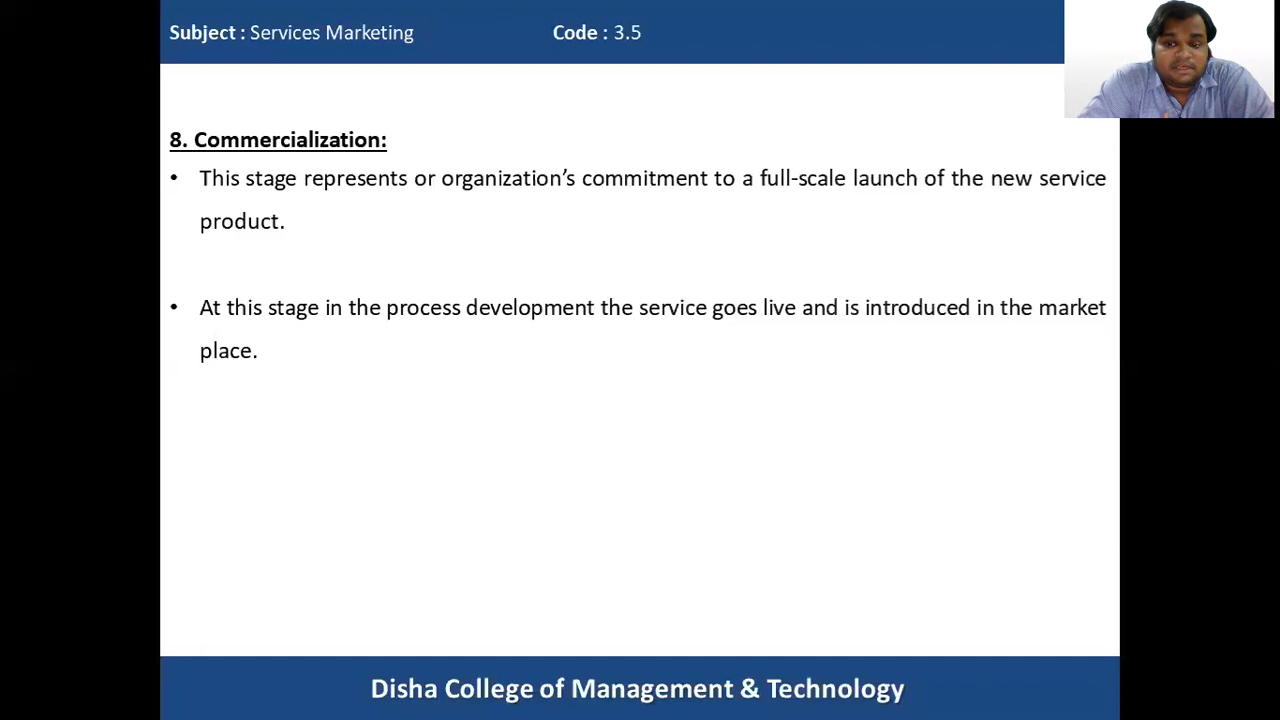 Subject : Services Marketing Code : 3.5
8. Commercialization:
• This stage represents or organization’s commitment to a full-scale launch of the new service
product.
• At this stage in the process development the service goes live and is introduced in the market
place.
Disha College of Management & Technology